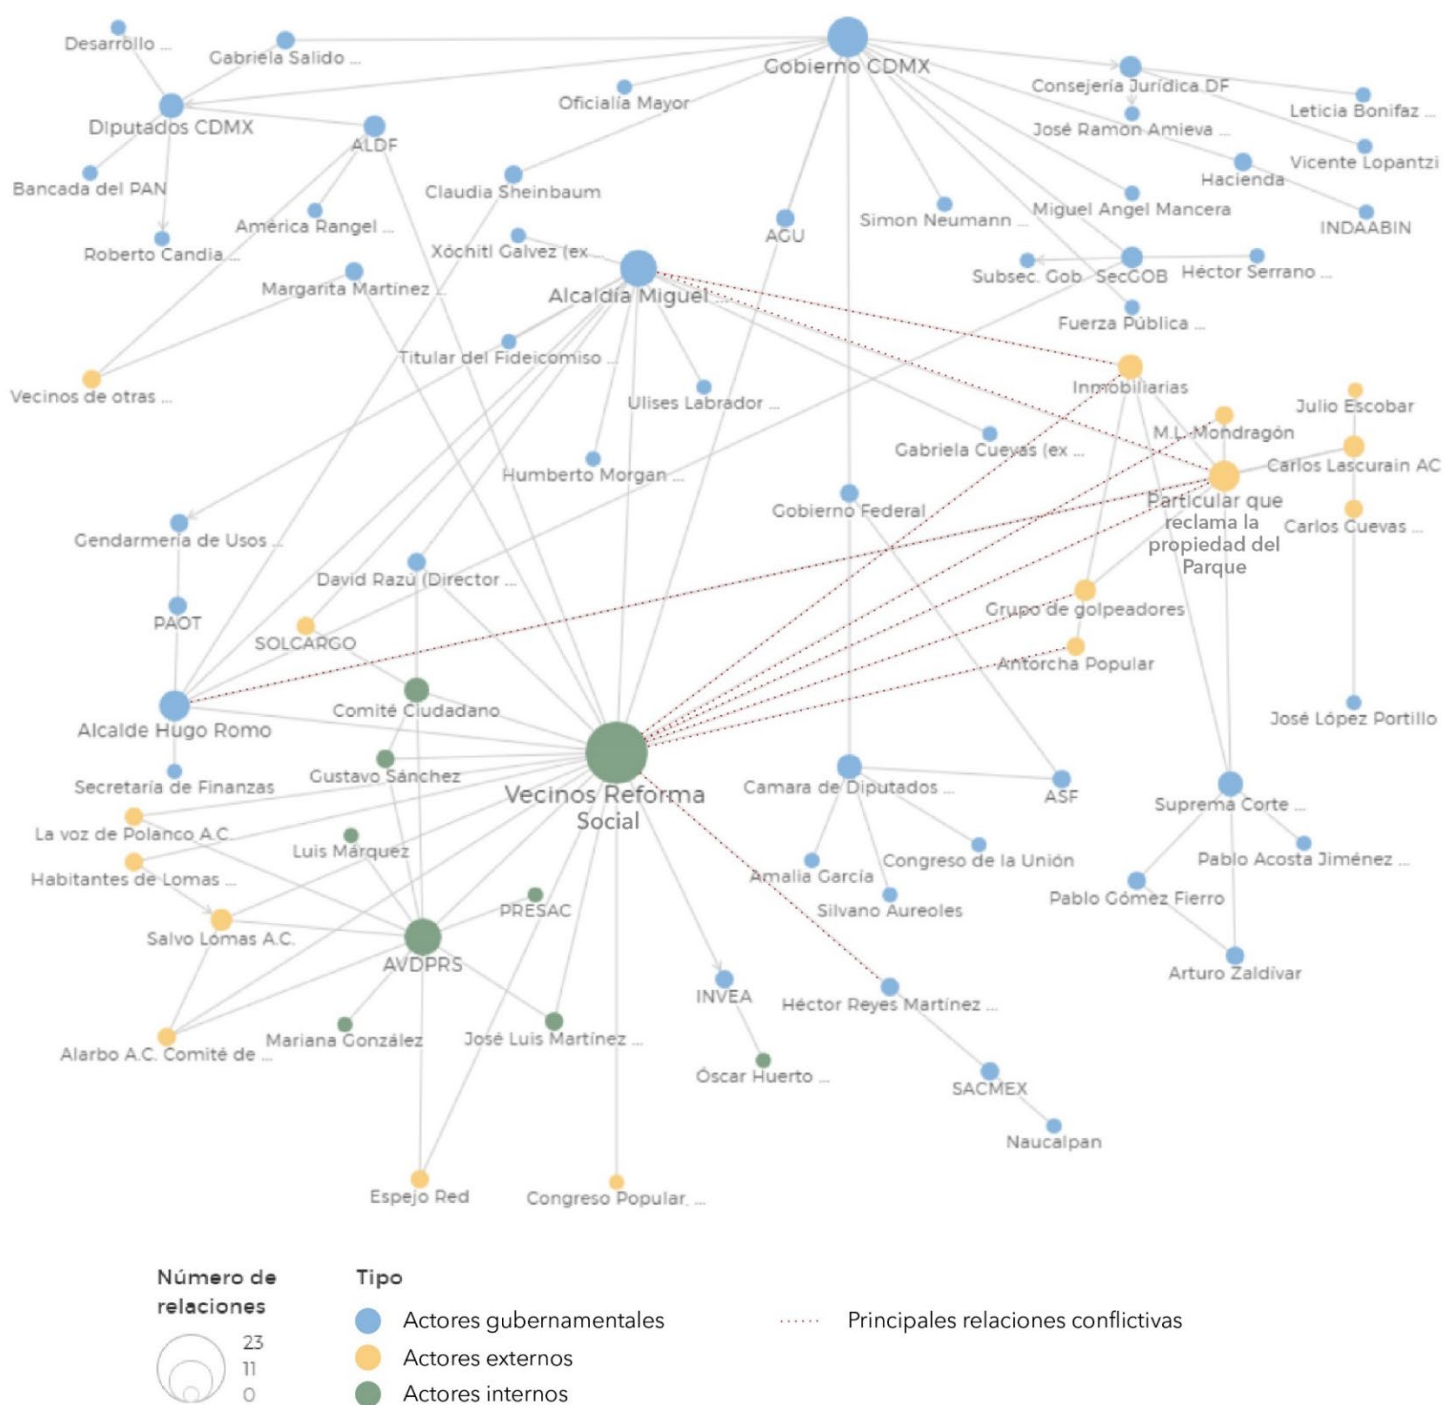 Desarrollo ...
Gabriela Salido ...
Gobierno CDMX
Consejería Jurídica DF
Oficialía Mayor
Leticia Bonifaz ...
Diputados CDMX
José Ramon Amieva ...
ALDF
Vicente Lopantzi
Hacienda
Bancada del PAN
Claudia Sheinbaum
Miguel Angel Mancera
América Rangel ...
Simon Neumann ...
INDAABIN
AGU
Roberto Candia ...
Xóchitl Galvez (ex ...
Subsec. Gob
SecGOB
Héctor Serrano ...
Margarita Martínez ...
Alcaldía Miguel ...
Fuerza Pública ...
Titular del Fideicomiso ...
Inmobiliarias
Vecinos de otras ...
Ulises Labrador ...
Julio Escobar
M.L. Mondragón
Gabriela Cuevas (ex ...
Carlos Lascurain AC
Humberto Morgan ...
Particular que
reclama la
propiedad del
Parque
Gobierno Federal
Carlos Cuevas ...
Gendarmería de Usos ...
David Razú (Director ...
Grupo de golpeadores
PAOT
SOLCARGO
Antorcha Popular
Comité Ciudadano
José López Portillo
Alcalde Hugo Romo
Gustavo Sánchez
Secretaría de Finanzas
Vecinos Reforma
Social
Camara de Diputados ...
ASF
Suprema Corte ...
La voz de Polanco A.C.
Luis Márquez
Congreso de la Unión
Pablo Acosta Jiménez ...
Habitantes de Lomas ...
Amalia García
Pablo Gómez Fierro
PRESAC
Silvano Aureoles
Salvo Lomas A.C.
AVDPRS
Arturo Zaldívar
INVEA
Héctor Reyes Martínez ...
Mariana González
José Luis Martínez ...
Alarbo A.C. Comité de ...
Óscar Huerto ...
SACMEX
Naucalpan
Espejo Red
Congreso Popular, ...
Número de
relaciones
23
11
0
Tipo
Actores gubernamentales
Actores externos
Actores internos
Principales relaciones conflictivas